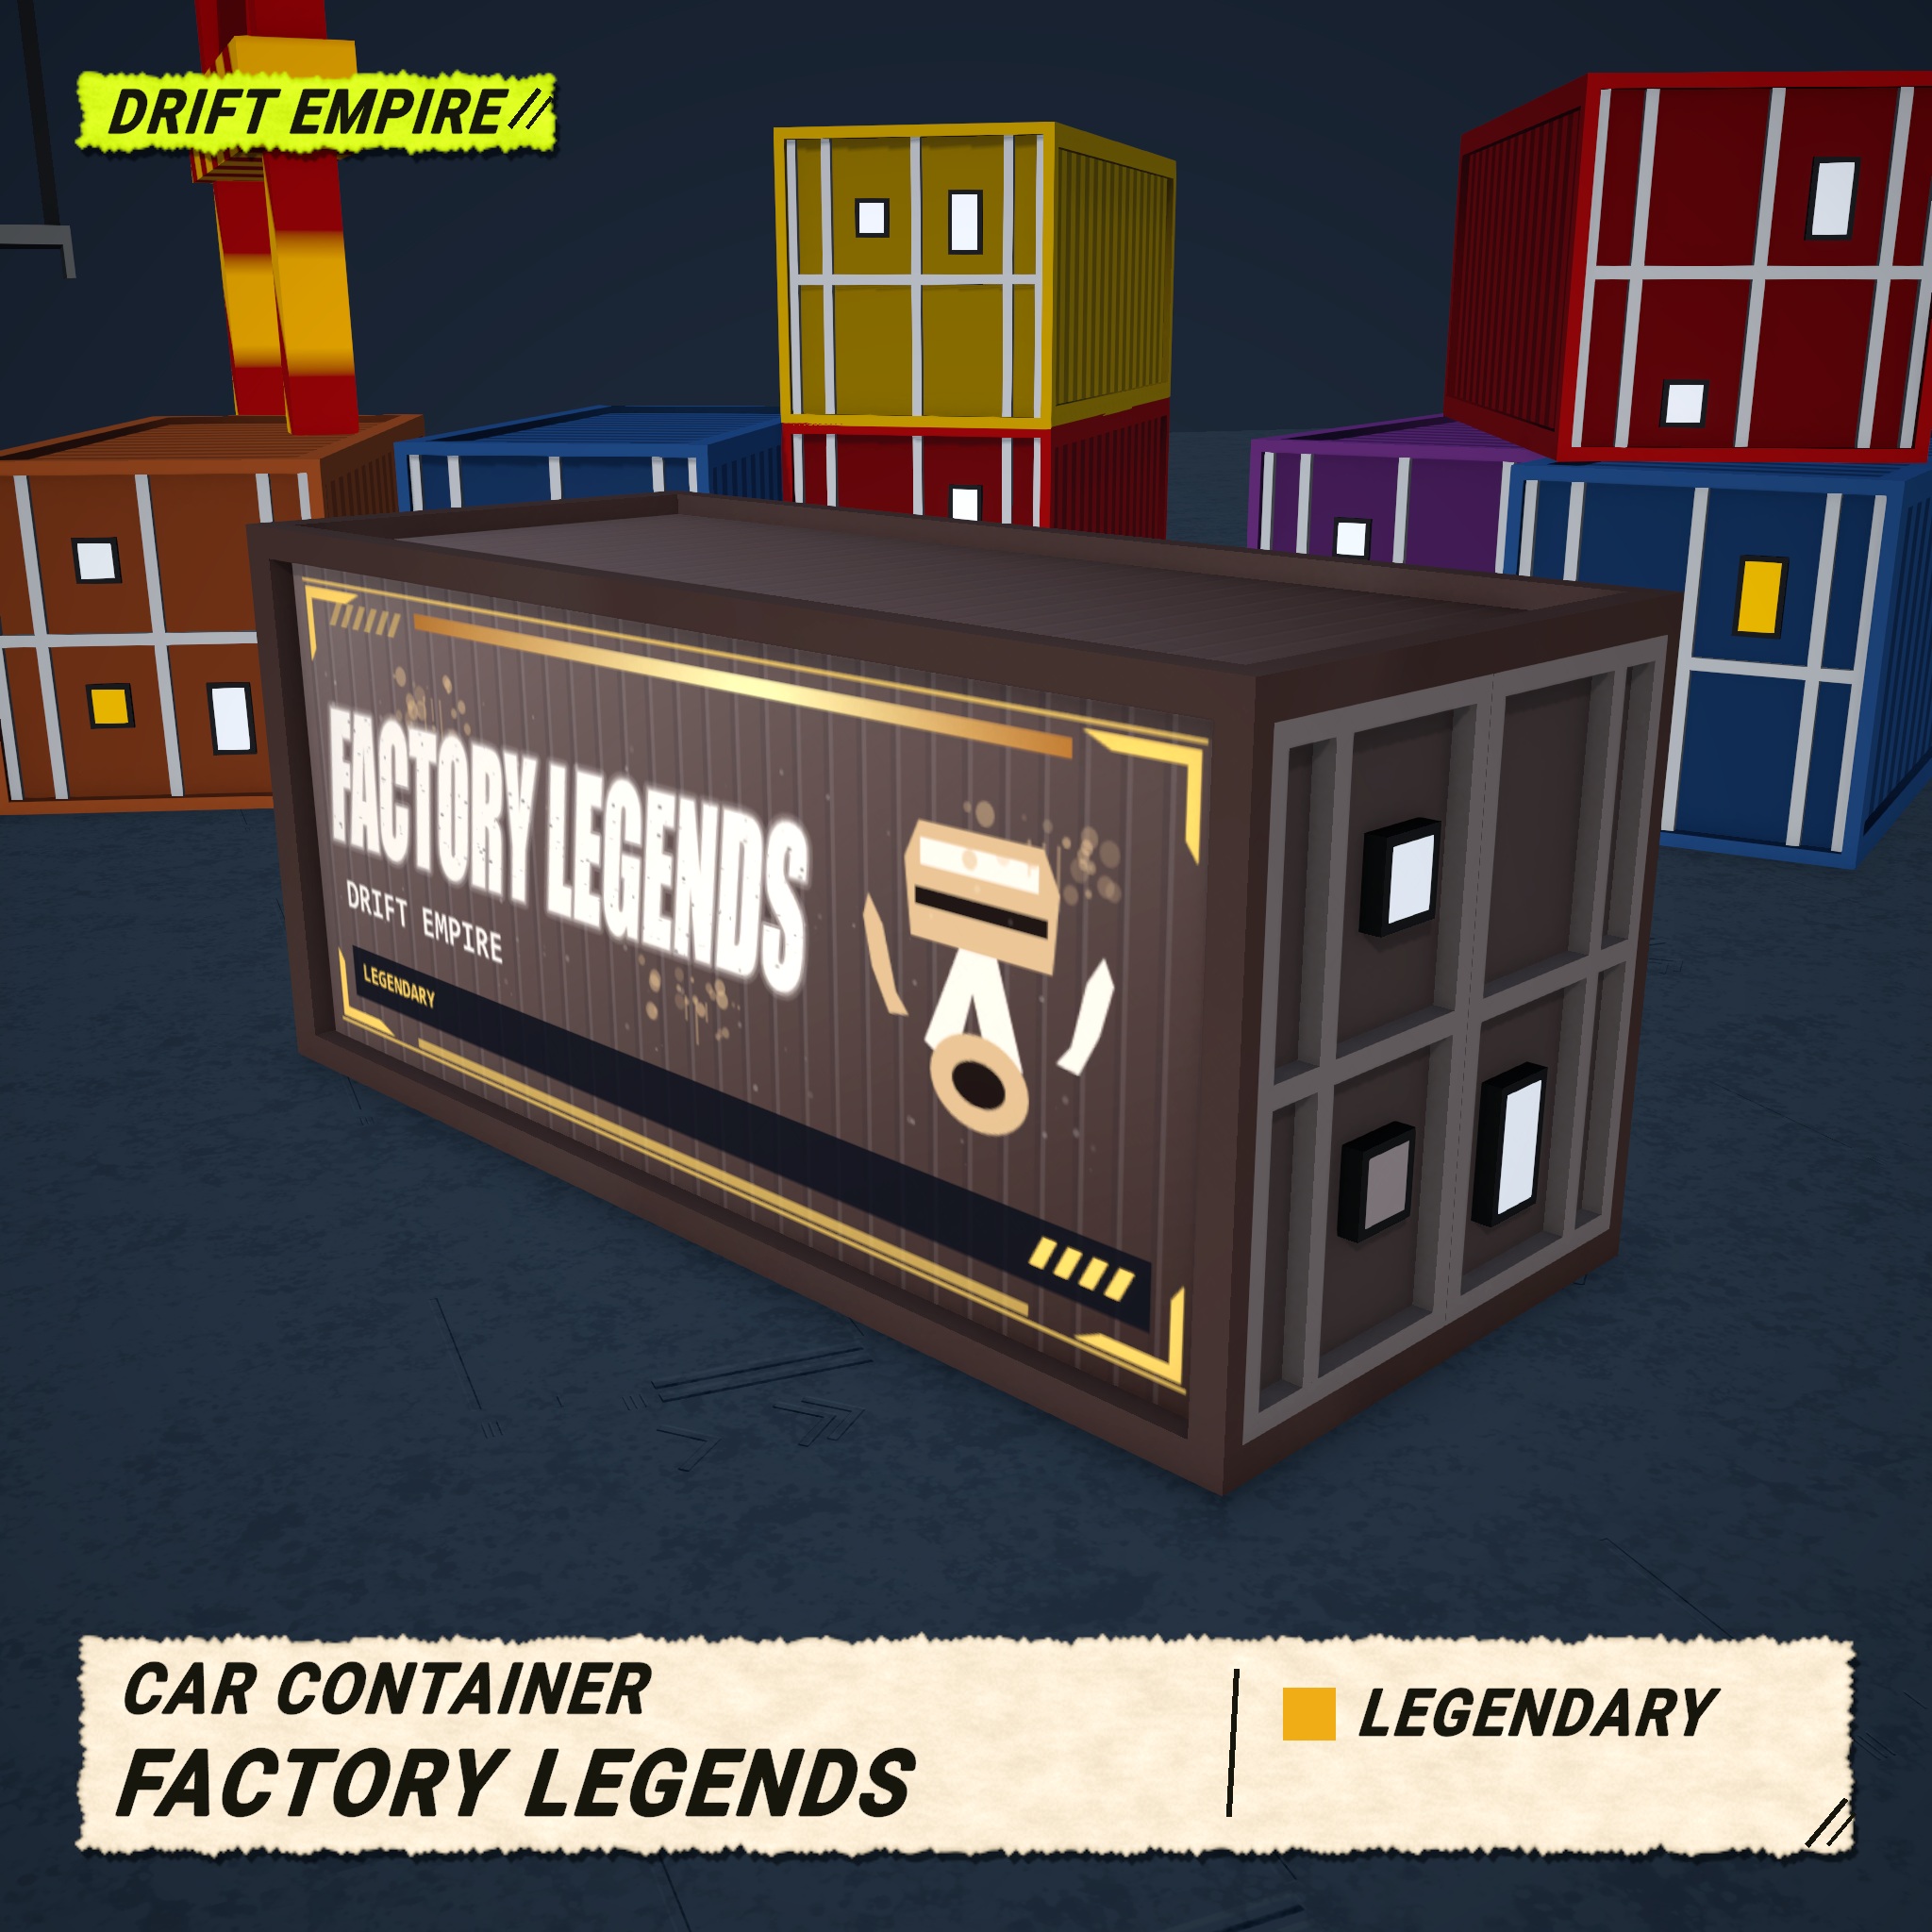 DRIFT EMPIRE//
FACTORY LEGENDS
DRIFT EMPIRE
LEGENDARY
CAR CONTAINER
FACTORY LEGENDS
LEGENDARY